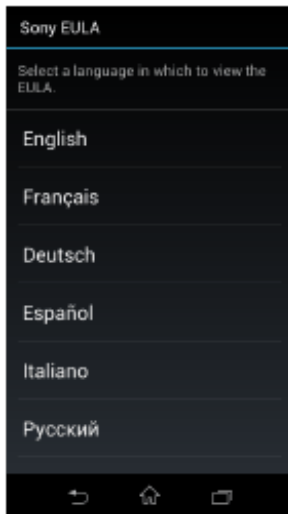 Sony EULA
Select a language in which to view the
EULA.
English
Français
Deutsch
Español
Italiano
Русский